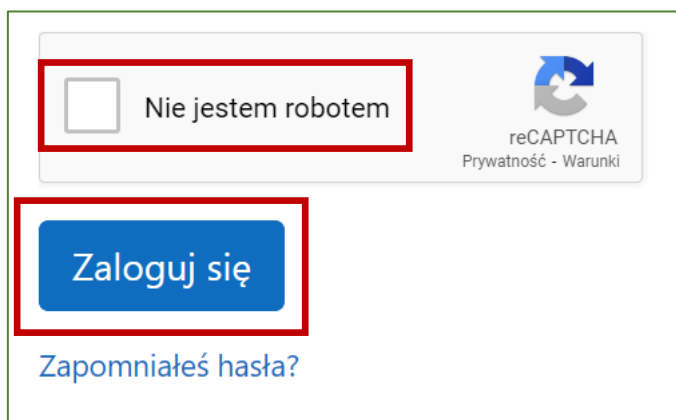 Nie jestem robotem
reCAPTCHA
Prywatność - Warunki
Zaloguj się
Zapomniałeś hasła?